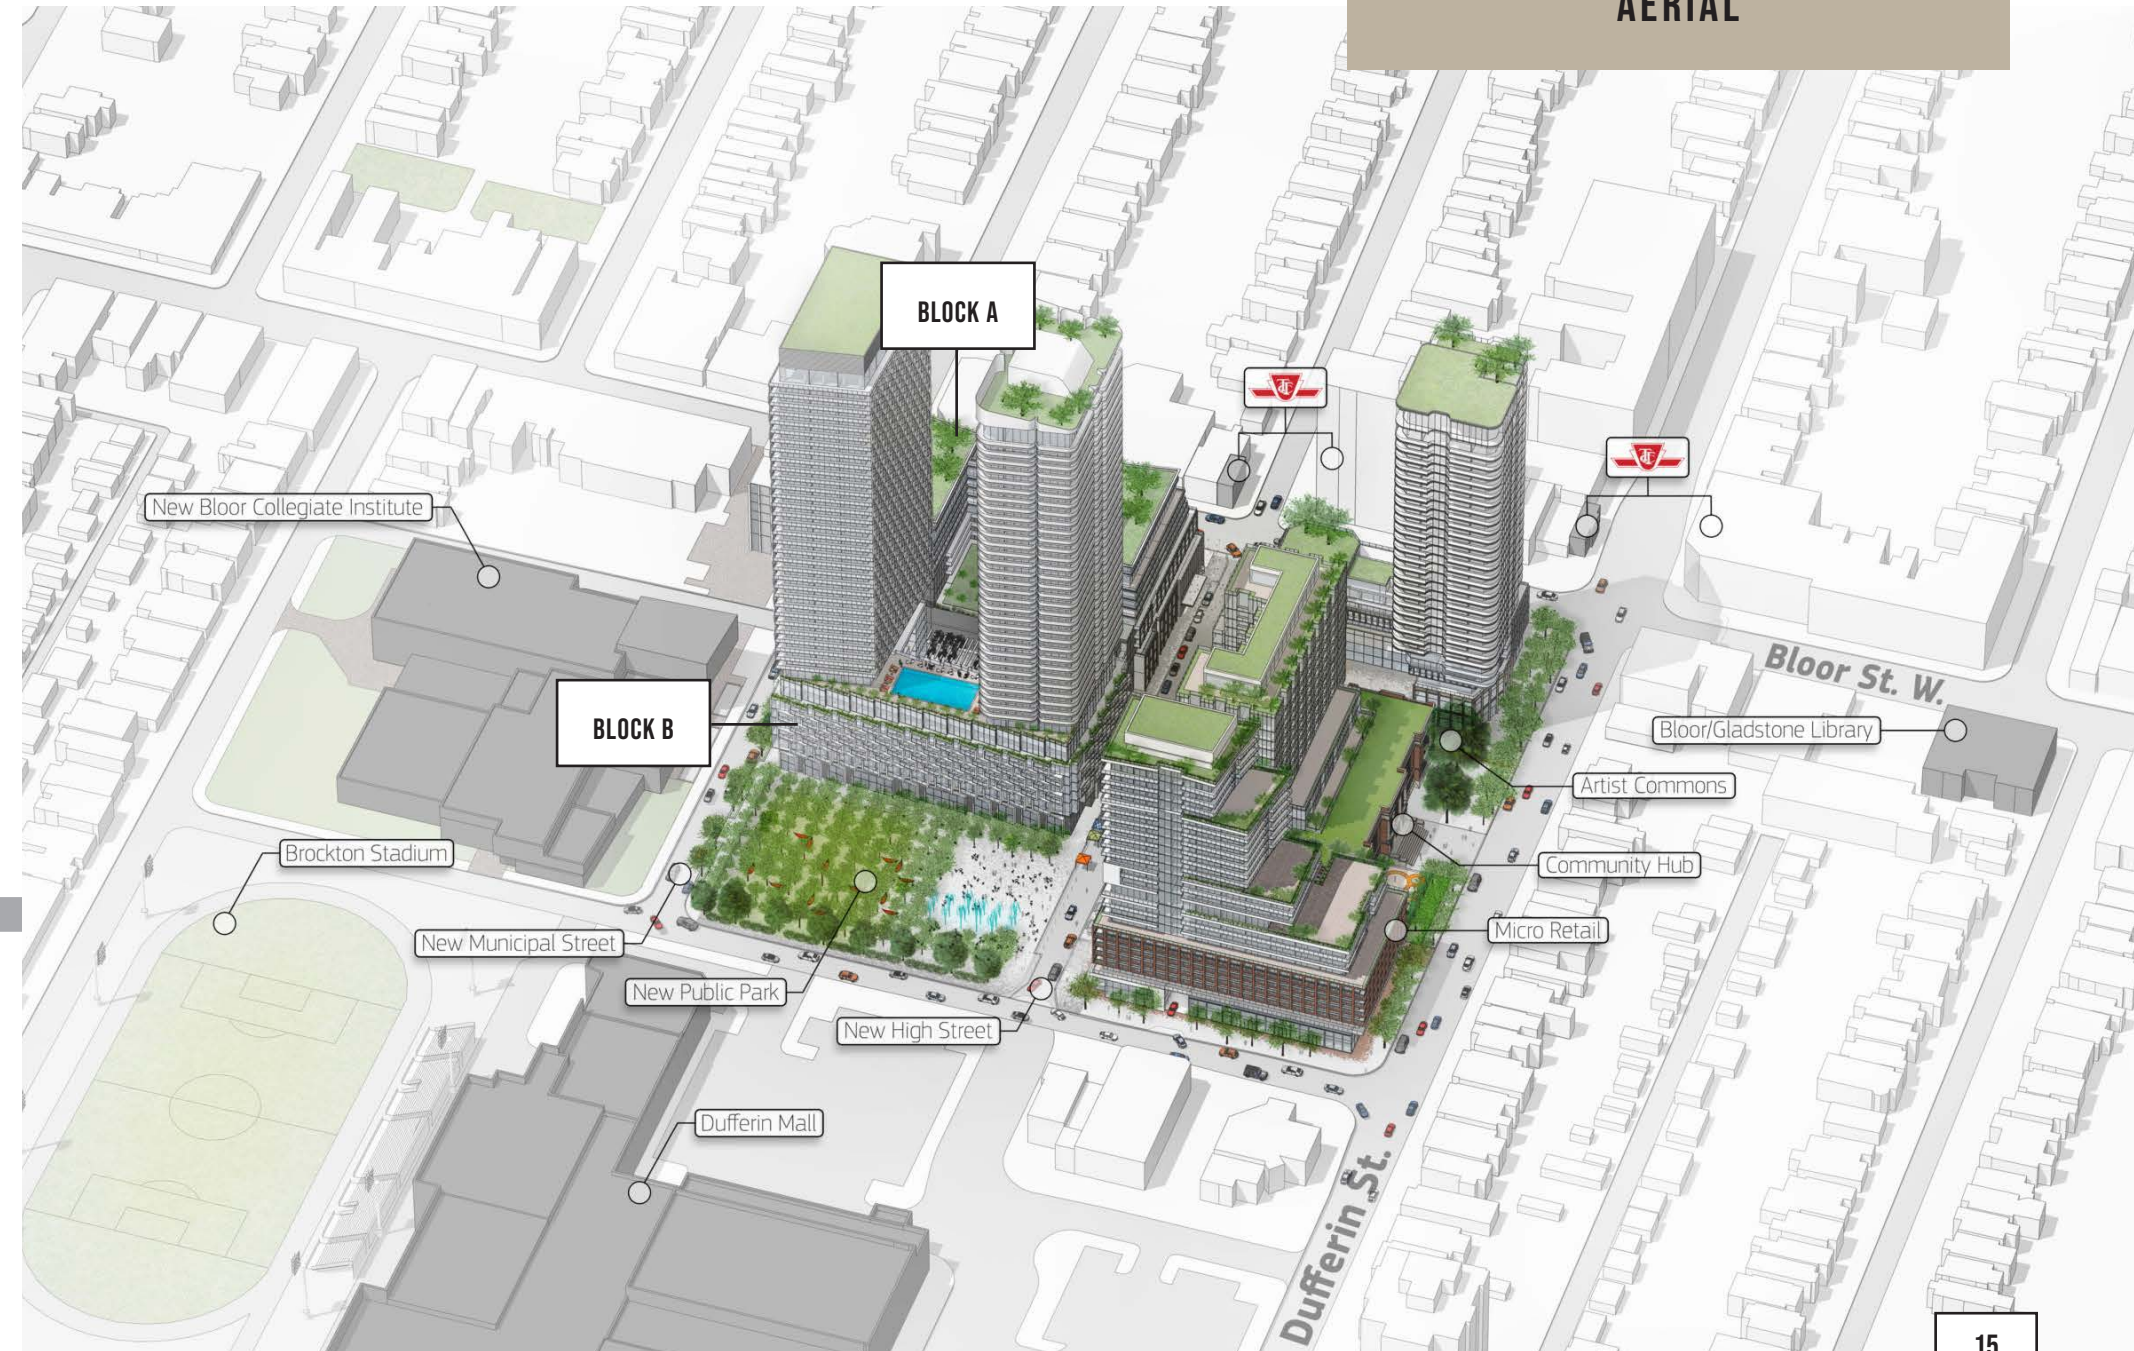 AERIAL
BLOCK A
New Bloor Collegiate Institute
Bloor St. W.
BLOCK B
Bloor/Gladstone Library
Artist Commons
Brockton Stadium
Community Hub
New Municipal Street
Micro Retail
New Public Park
New High Street
Dufferin Mall
Dufferin St.
15